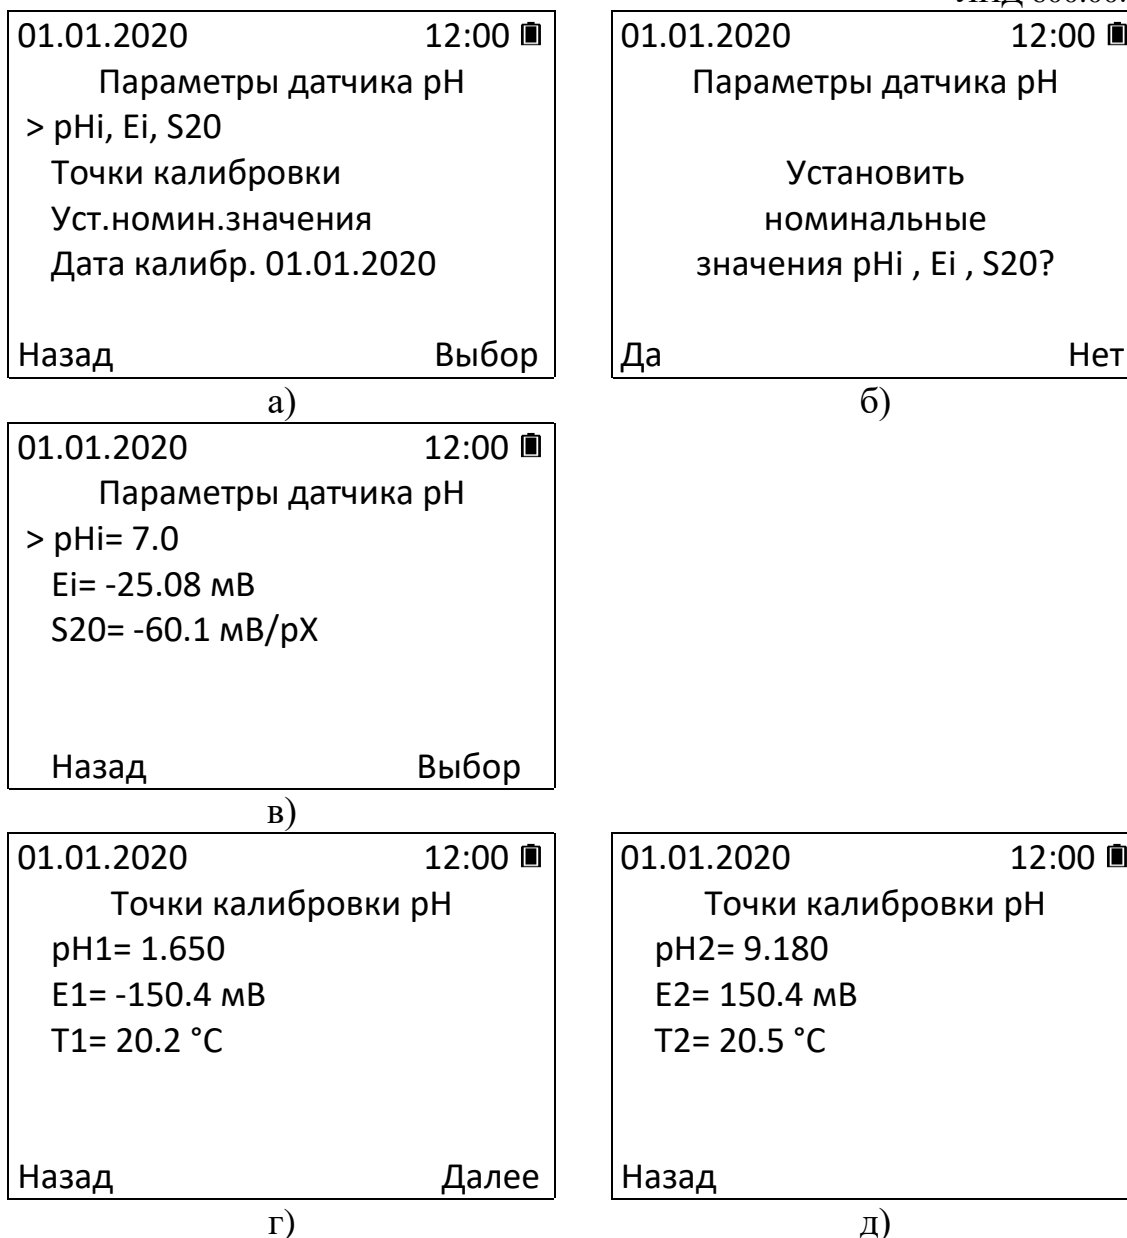 01.01.2020 12:00
Параметры датчика pH
> pHi, Ei, S20
Точки калибровки
Уст.номин.значения
Дата калибр. 01.01.2020
Назад Выбор
а)
01.01.2020 12:00
Параметры датчика pH
Установить
номинальные
значения pHi , Ei , S20?
Да Нет
б)
01.01.2020 12:00
Параметры датчика pH
> pHi= 7.0
Ei= -25.08 мВ
S20= -60.1 мВ/pX
Назад Выбор
в)
01.01.2020 12:00
Точки калибровки pH
pH1= 1.650
E1= -150.4 мВ
T1= 20.2 °C
Назад Далее
г)
01.01.2020 12:00
Точки калибровки pH
pH2= 9.180
E2= 150.4 мВ
T2= 20.5 °C
Назад
д)